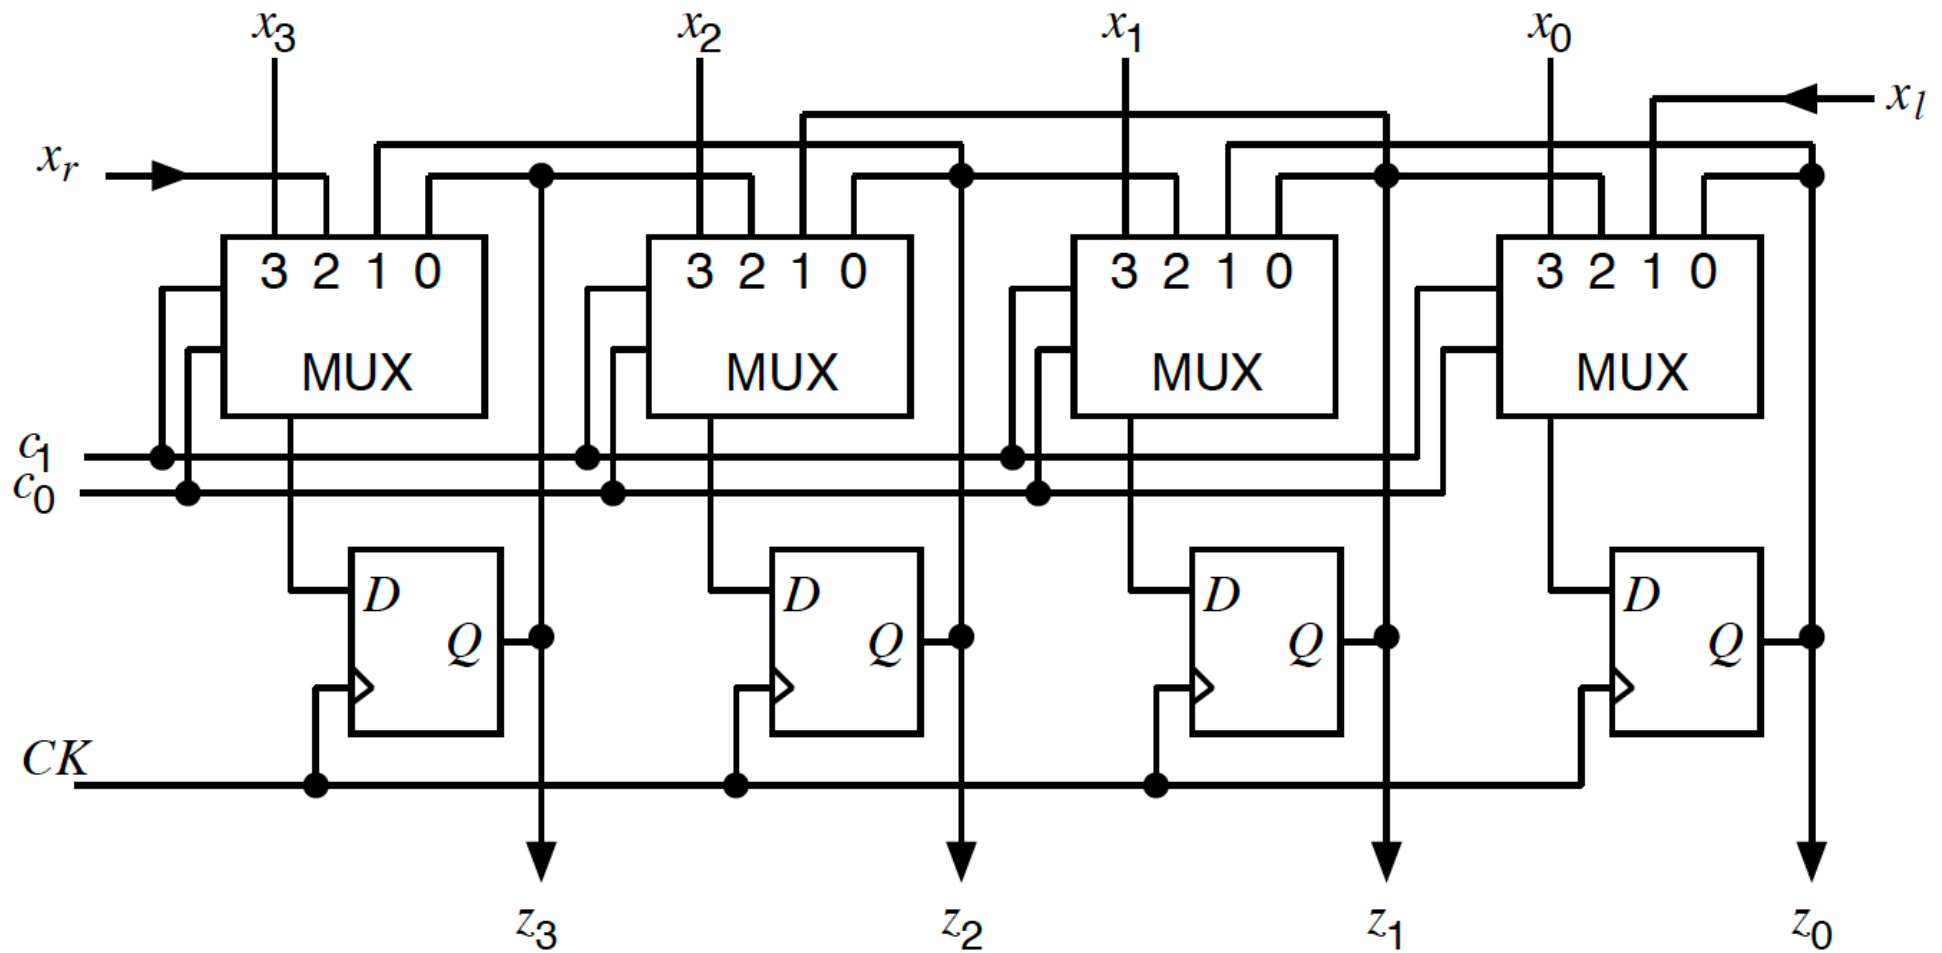 x3 x2 x1 x0
xl
xr
3 2 1 0 3 2 1 0 3 2 1 0 3 2 1 0
MUX MUX MUX MUX
c1
c0
D D D D
Q Q Q Q
CK
z3 z2 z1 z0